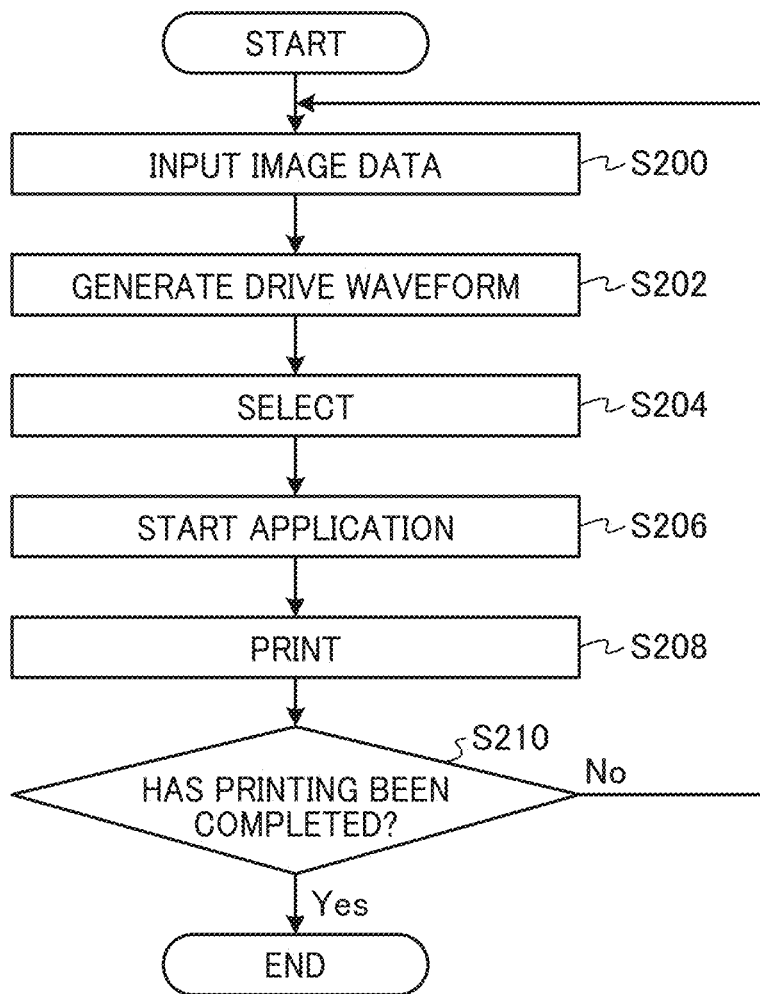 START
INPUT IMAGE DATA
S200
GENERATE DRIVE WAVEFORM
S202
SELECT
S204
START APPLICATION
S206
PRINT
S208
S210
HAS PRINTING BEEN
COMPLETED?
No
Yes
END